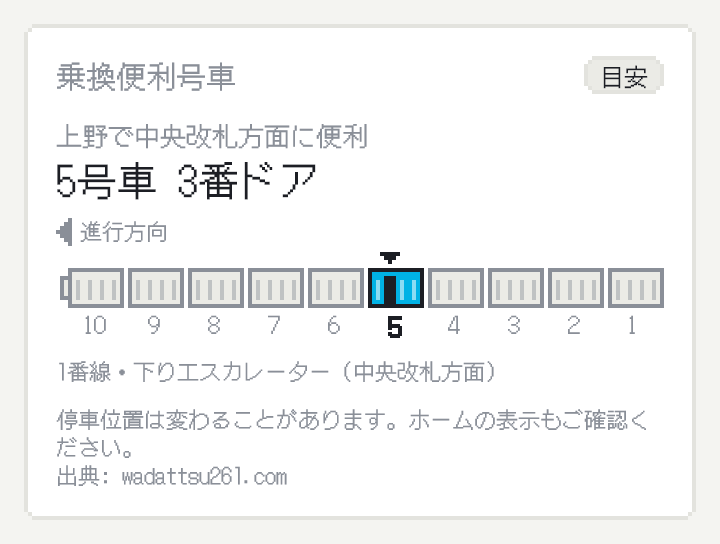 乗換便利号車
目安
上野で中央改札方面に便利
5号車 3番ドア
進行方向
10 9 8 7 6 5 4 3 2 1
1番線・下りエスカレーター（中央改札方面）
停車位置は変わることがあります。ホームの表示もご確認く
ださい。
出典: wadattsu261.com